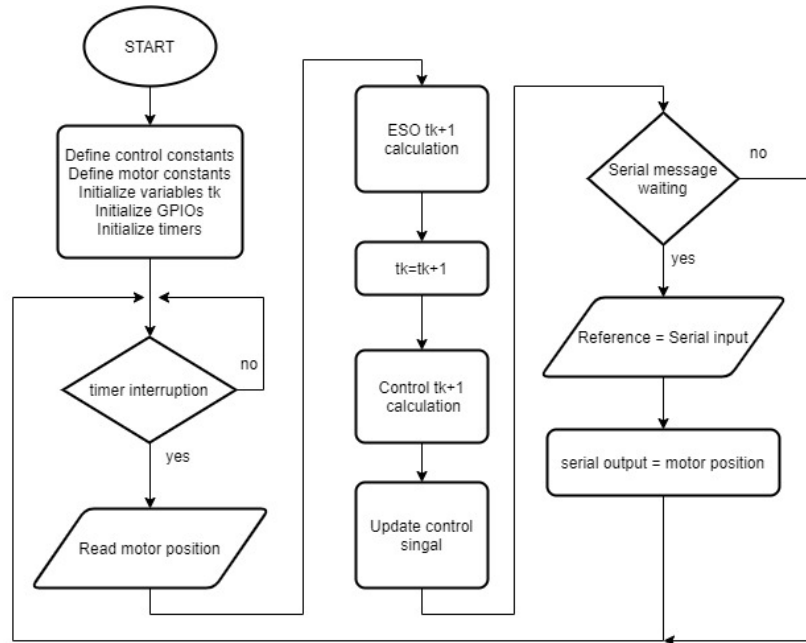 START
Define control constants
Define motor constants
Initialize variables tk
Initialize GPIOs
Initialize timers
timer interruption
no
yes
Read motor position
ESO tk+1
calculation
tk=tk+1
Control tk+1
calculation
Update control
singal
Serial message
waiting
no
yes
Reference = Serial input
serial output = motor position